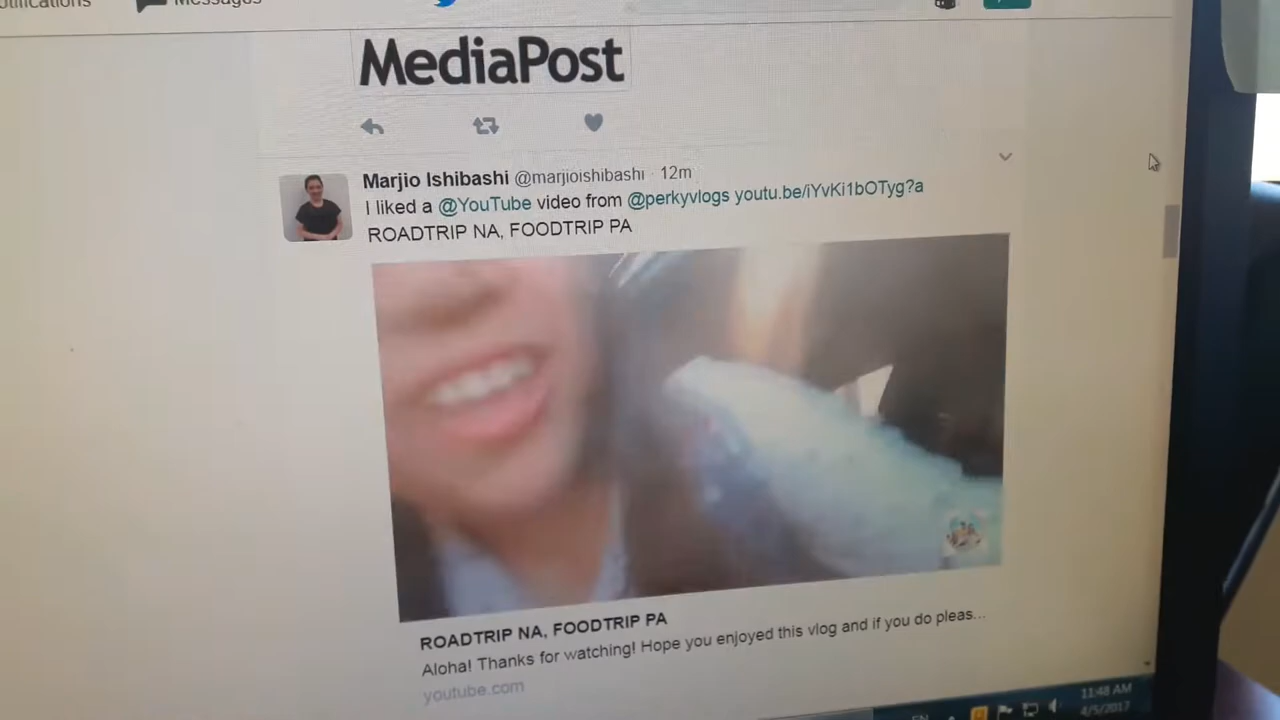 Messages
MediaPost
Marjio Ishibashi @marjioishibashi · 12m
I liked a @YouTube video from @perkyvlogs youtu.be/iYvKi1bOTyg?a
ROADTRIP NA, FOODTRIP PA
ROADTRIP NA, FOODTRIP PA
Aloha! Thanks for watching! Hope you enjoyed this vlog and if you do pleas...
youtube.com
11:48 AM
4/5/2017